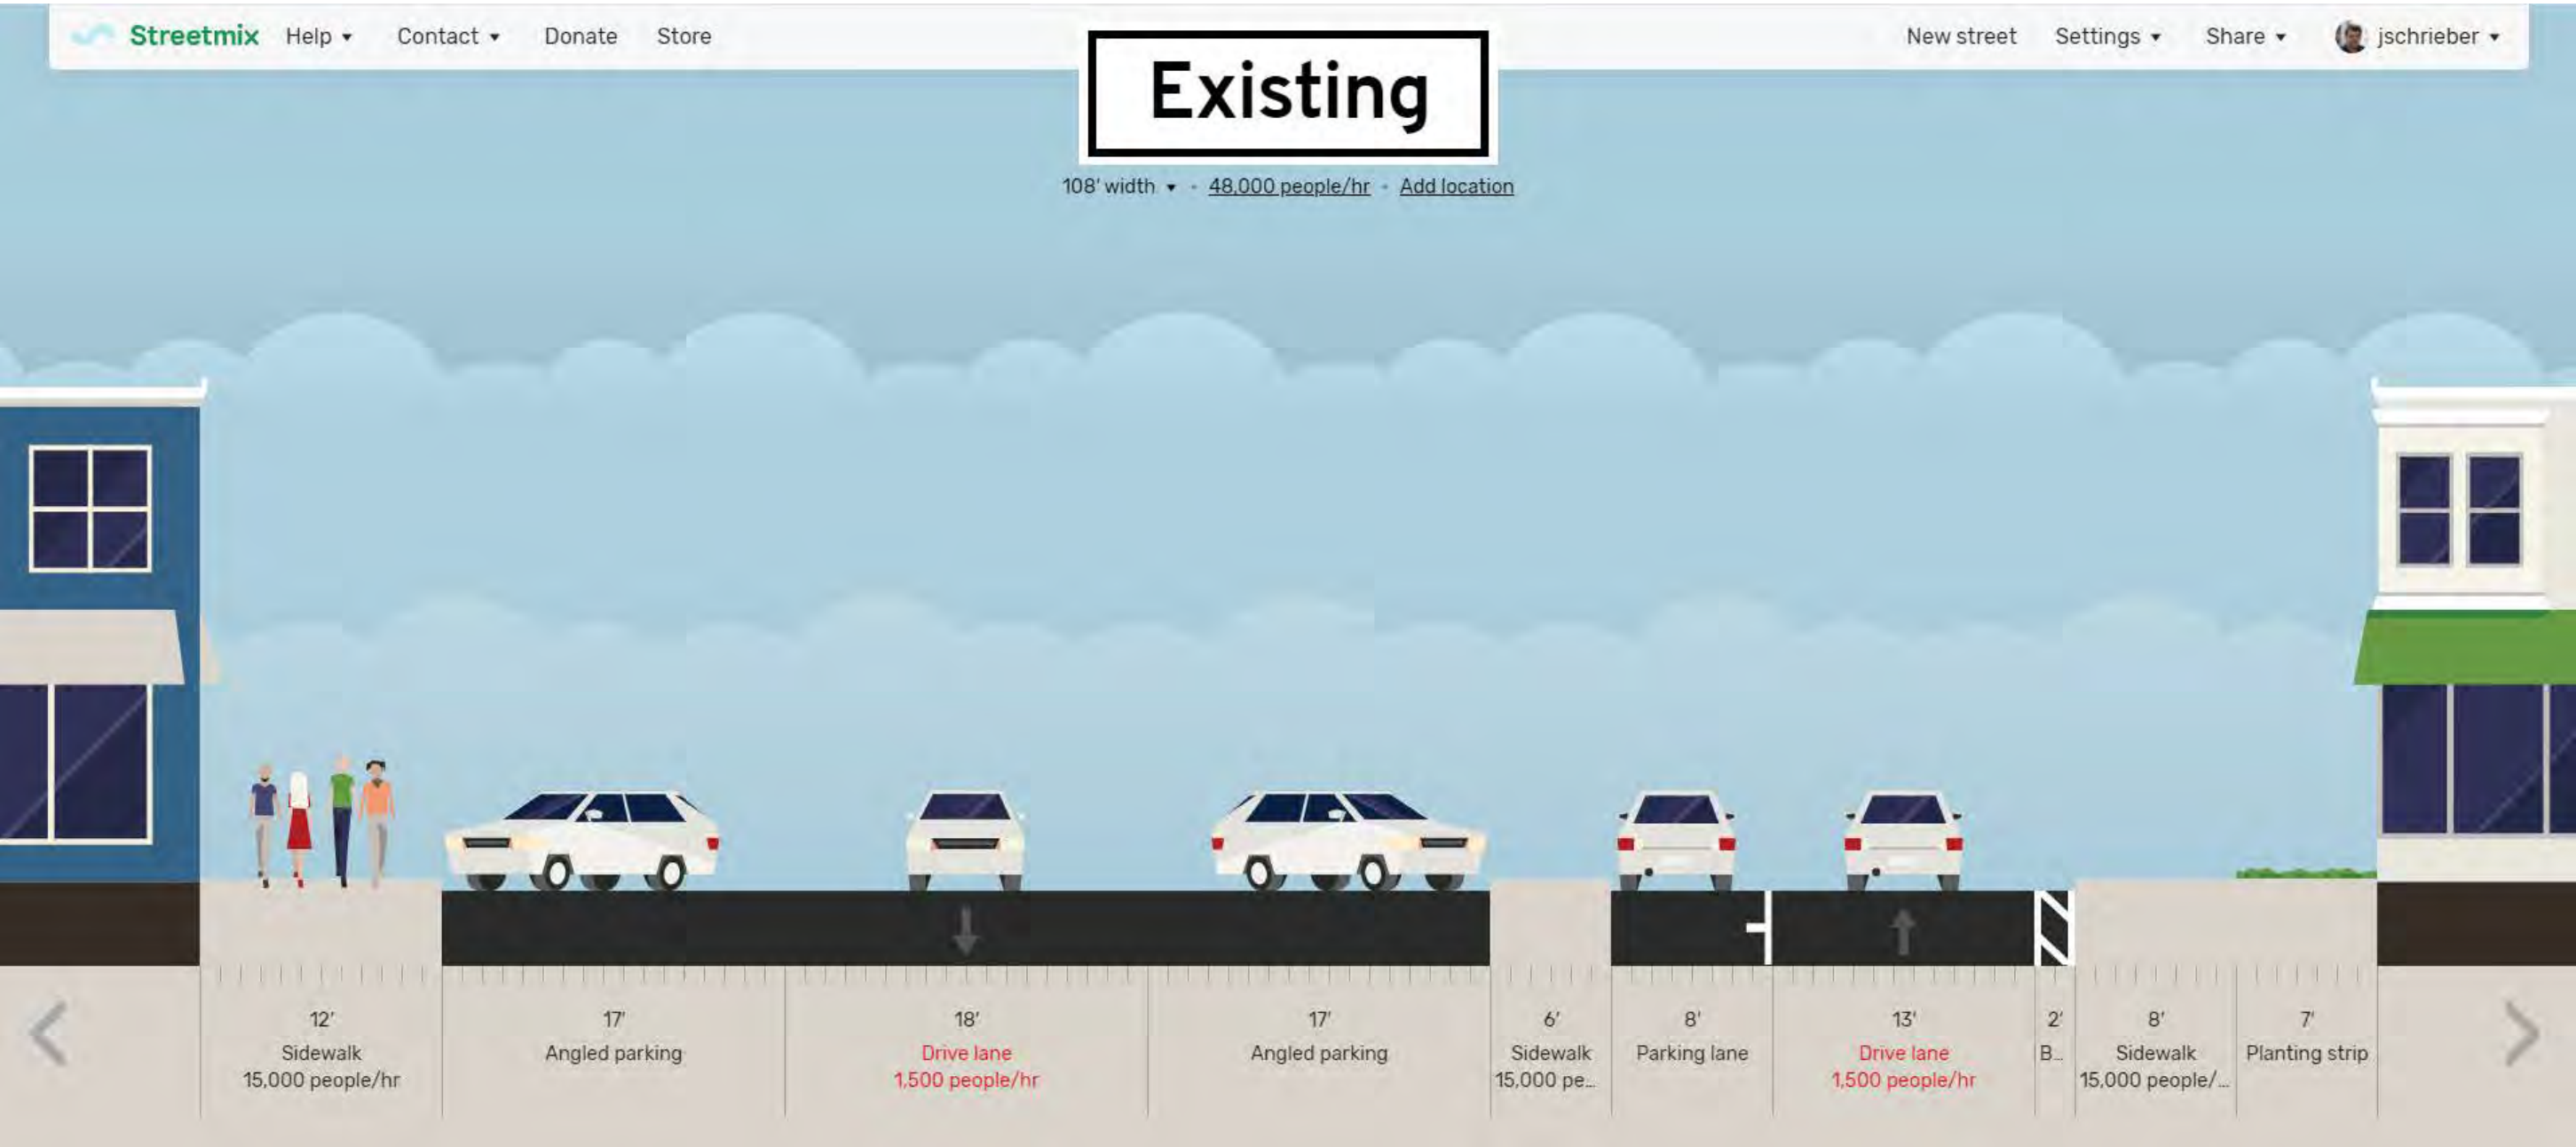 Streetmix Help ▾ Contact ▾ Donate Store New street Settings ▾ Share ▾ jschrieber ▾
Existing
108' width ▾ • 48,000 people/hr • Add location
12' 17' 18' 17' 6' 8' 13' 2' 8' 7'
Sidewalk Angled parking Drive lane Angled parking Sidewalk Parking lane Drive lane B... Sidewalk Planting strip
15,000 people/hr 1,500 people/hr 15,000 pe... 1,500 people/hr 15,000 people/...